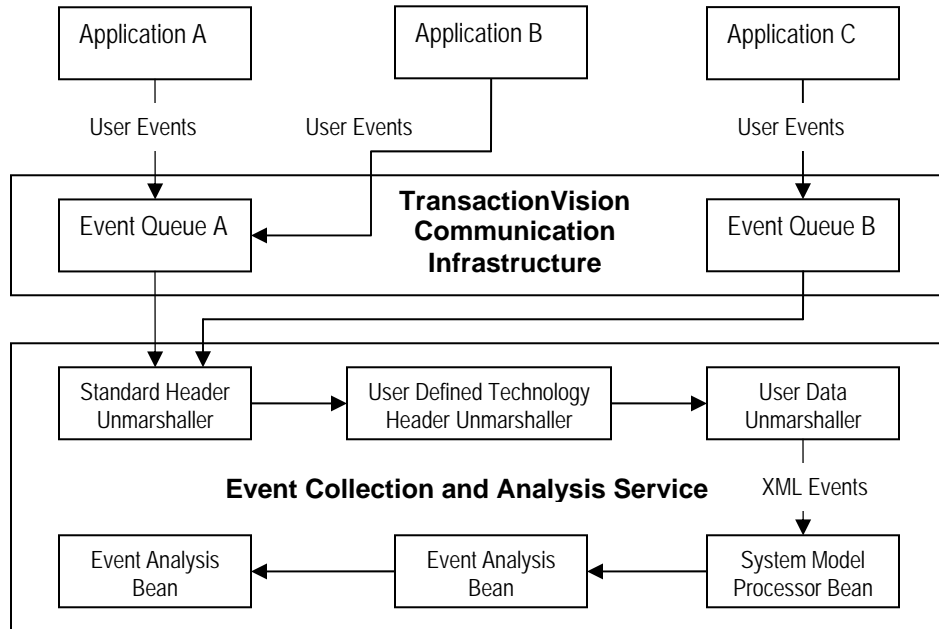 Application A
Application B
Application C
User Events
User Events
User Events
Event Queue A
TransactionVision
Communication
Infrastructure
Event Queue B
Standard Header
Unmarshaller
User Defined Technology
Header Unmarshaller
User Data
Unmarshaller
Event Collection and Analysis Service
XML Events
Event Analysis
Bean
Event Analysis
Bean
System Model
Processor Bean